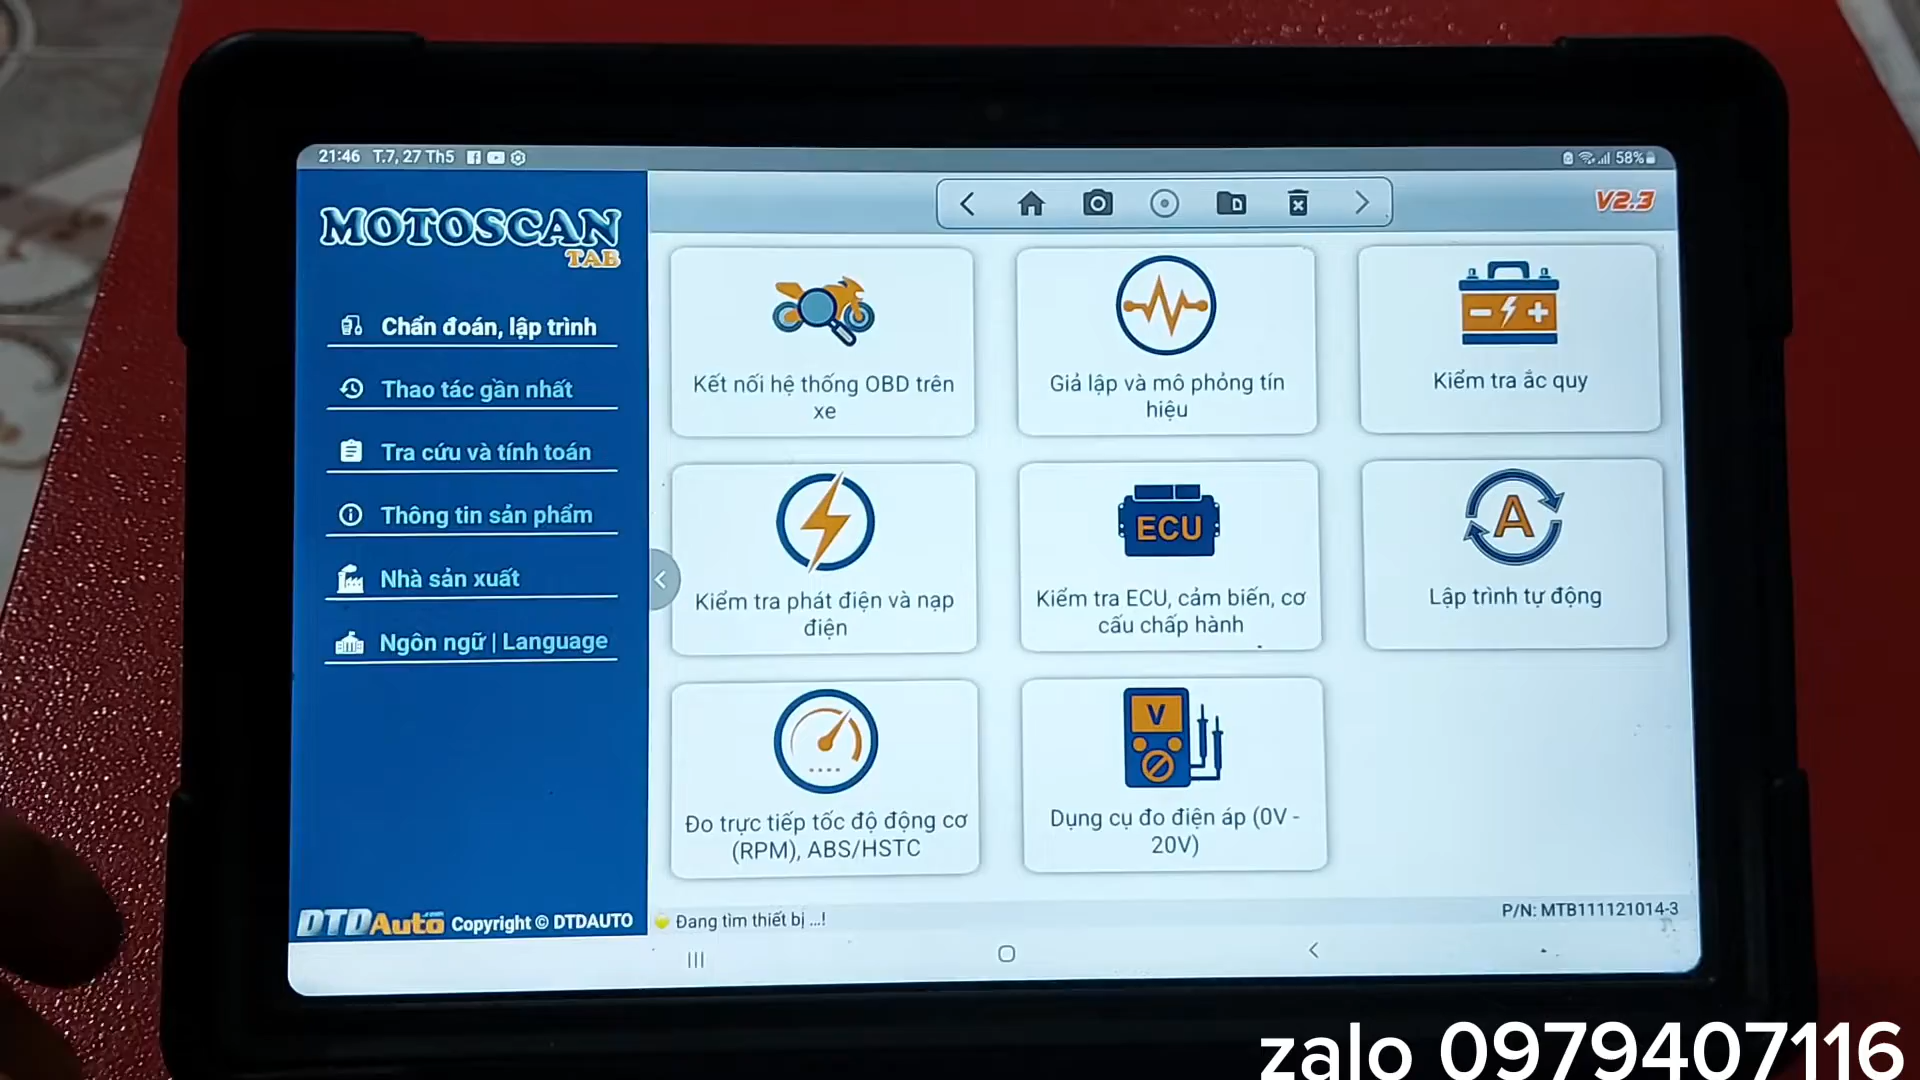 21:46 T.7, 27 Th5
58%
MOTOSCAN
TAB
V2.3
Chẩn đoán, lập trình
Thao tác gần nhất
Tra cứu và tính toán
Thông tin sản phẩm
Nhà sản xuất
Ngôn ngữ | Language
Kết nối hệ thống OBD trên
xe
Giả lập và mô phỏng tín
hiệu
Kiểm tra ắc quy
Kiểm tra phát điện và nạp
điện
ECU
Kiểm tra ECU, cảm biến, cơ
cấu chấp hành
A
Lập trình tự động
Đo trực tiếp tốc độ động cơ
(RPM), ABS/HSTC
V
Dụng cụ đo điện áp (0V -
20V)
DTDAuto.com Copyright © DTDAUTO
Đang tìm thiết bị ...!
P/N: MTB111121014-3
zalo 0979407116